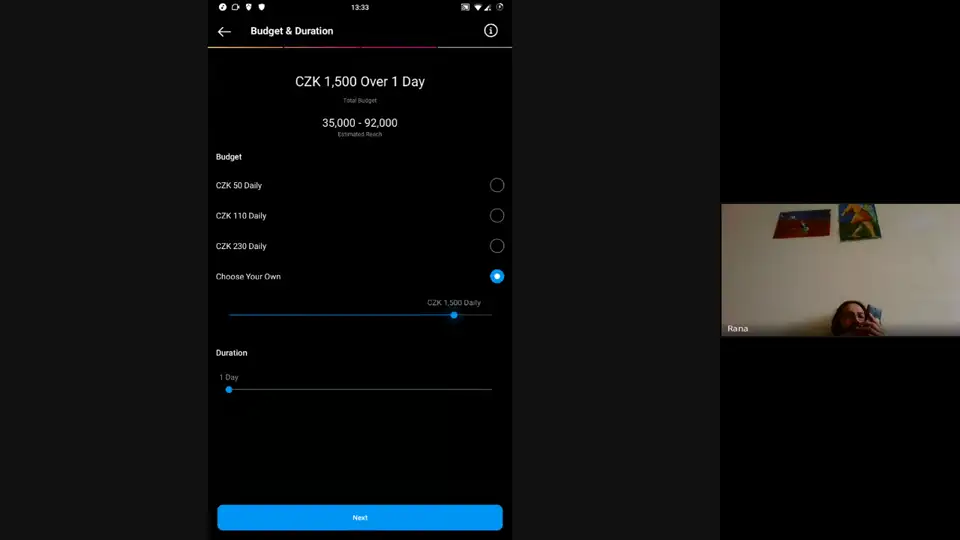 13:33
Budget & Duration
CZK 1,500 Over 1 Day
Total Budget
35,000 - 92,000
Estimated Reach
Budget
CZK 50 Daily
CZK 110 Daily
CZK 230 Daily
Choose Your Own
CZK 1,500 Daily
Duration
1 Day
Next
Rana